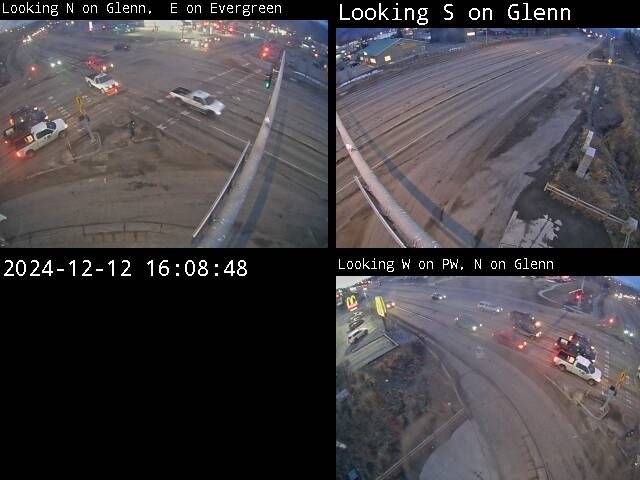 Looking N on Glenn,  E on Evergreen
Looking S on Glenn
2024-12-12 16:08:48
Looking W on PW, N on Glenn